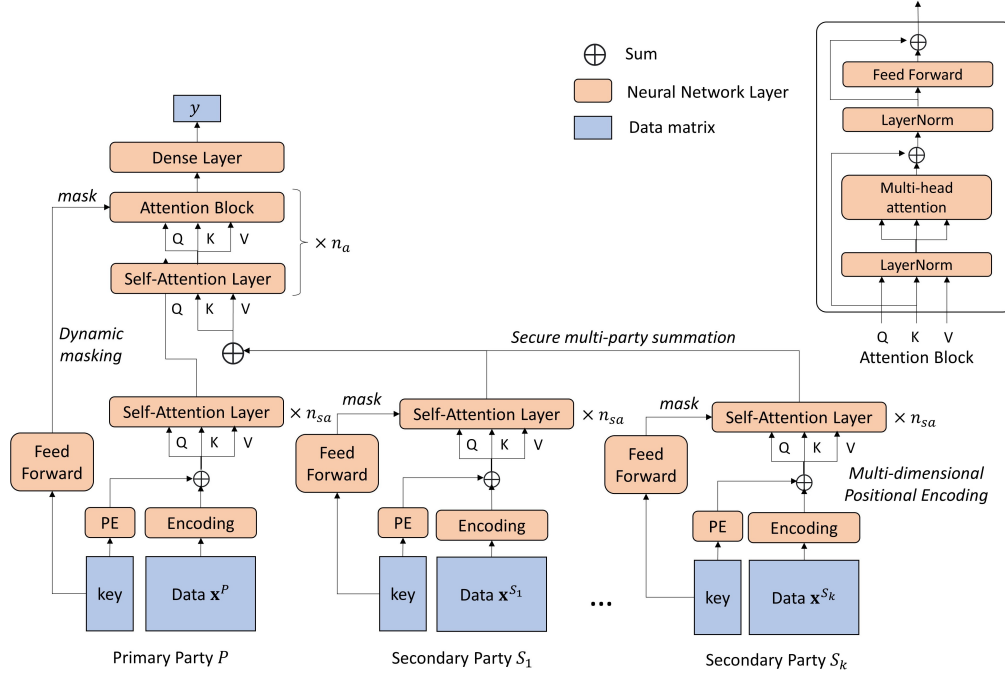 Sum
Neural Network Layer
Data matrix
Feed Forward
LayerNorm
Multi-head
attention
LayerNorm
Q K V
Attention Block
y
Dense Layer
mask
Attention Block
Q K V
× n_a
Self-Attention Layer
Q K V
Dynamic
masking
Secure multi-party summation
Self-Attention Layer
× n_sa
Q K V
Feed
Forward
PE
Encoding
key
Data x^P
Primary Party P
mask
Self-Attention Layer
× n_sa
Q K V
Feed
Forward
PE
Encoding
key
Data x^S_1
Secondary Party S_1
...
mask
Self-Attention Layer
× n_sa
Q K V
Feed
Forward
Multi-dimensional
Positional Encoding
PE
Encoding
key
Data x^S_k
Secondary Party S_k